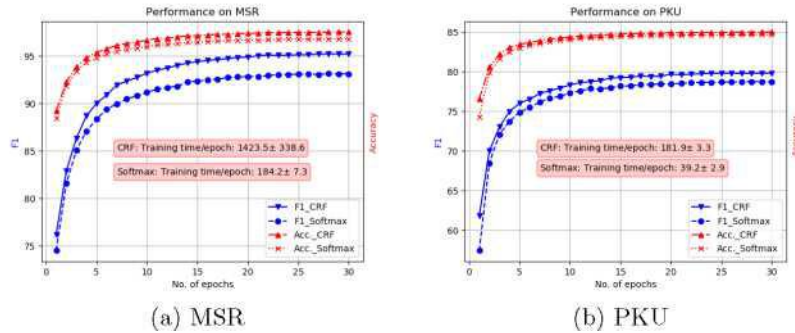 Performance on MSR
95
90
85
80
75
F1
Accuracy
CRF: Training time/epoch: 1423.5± 338.6
Softmax: Training time/epoch: 184.2± 7.3
F1_CRF
F1_Softmax
Acc._CRF
Acc._Softmax
0 5 10 15 20 25 30
No. of epochs
(a) MSR
Performance on PKU
85
80
75
70
65
60
F1
Accuracy
CRF: Training time/epoch: 181.9± 3.3
Softmax: Training time/epoch: 39.2± 2.9
F1_CRF
F1_Softmax
Acc._CRF
Acc._Softmax
0 5 10 15 20 25 30
No. of epochs
(b) PKU